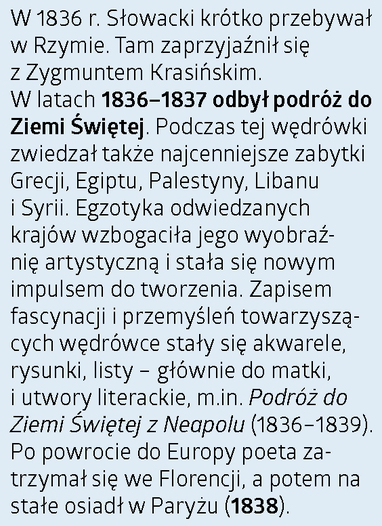 W 1836 r. Słowacki krótko przebywał
w Rzymie. Tam zaprzyjaźnił się
z Zygmuntem Krasińskim.
W latach 1836–1837 odbył podróż do
Ziemi Świętej. Podczas tej wędrówki
zwiedzał także najcenniejsze zabytki
Grecji, Egiptu, Palestyny, Libanu
i Syrii. Egzotyka odwiedzanych
krajów wzbogaciła jego wyobraź-
nię artystyczną i stała się nowym
impulsem do tworzenia. Zapisem
fascynacji i przemyśleń towarzyszą-
cych wędrówce stały się akwarele,
rysunki, listy – głównie do matki,
i utwory literackie, m.in. Podróż do
Ziemi Świętej z Neapolu (1836–1839).
Po powrocie do Europy poeta za-
trzymał się we Florencji, a potem na
stałe osiadł w Paryżu (1838).